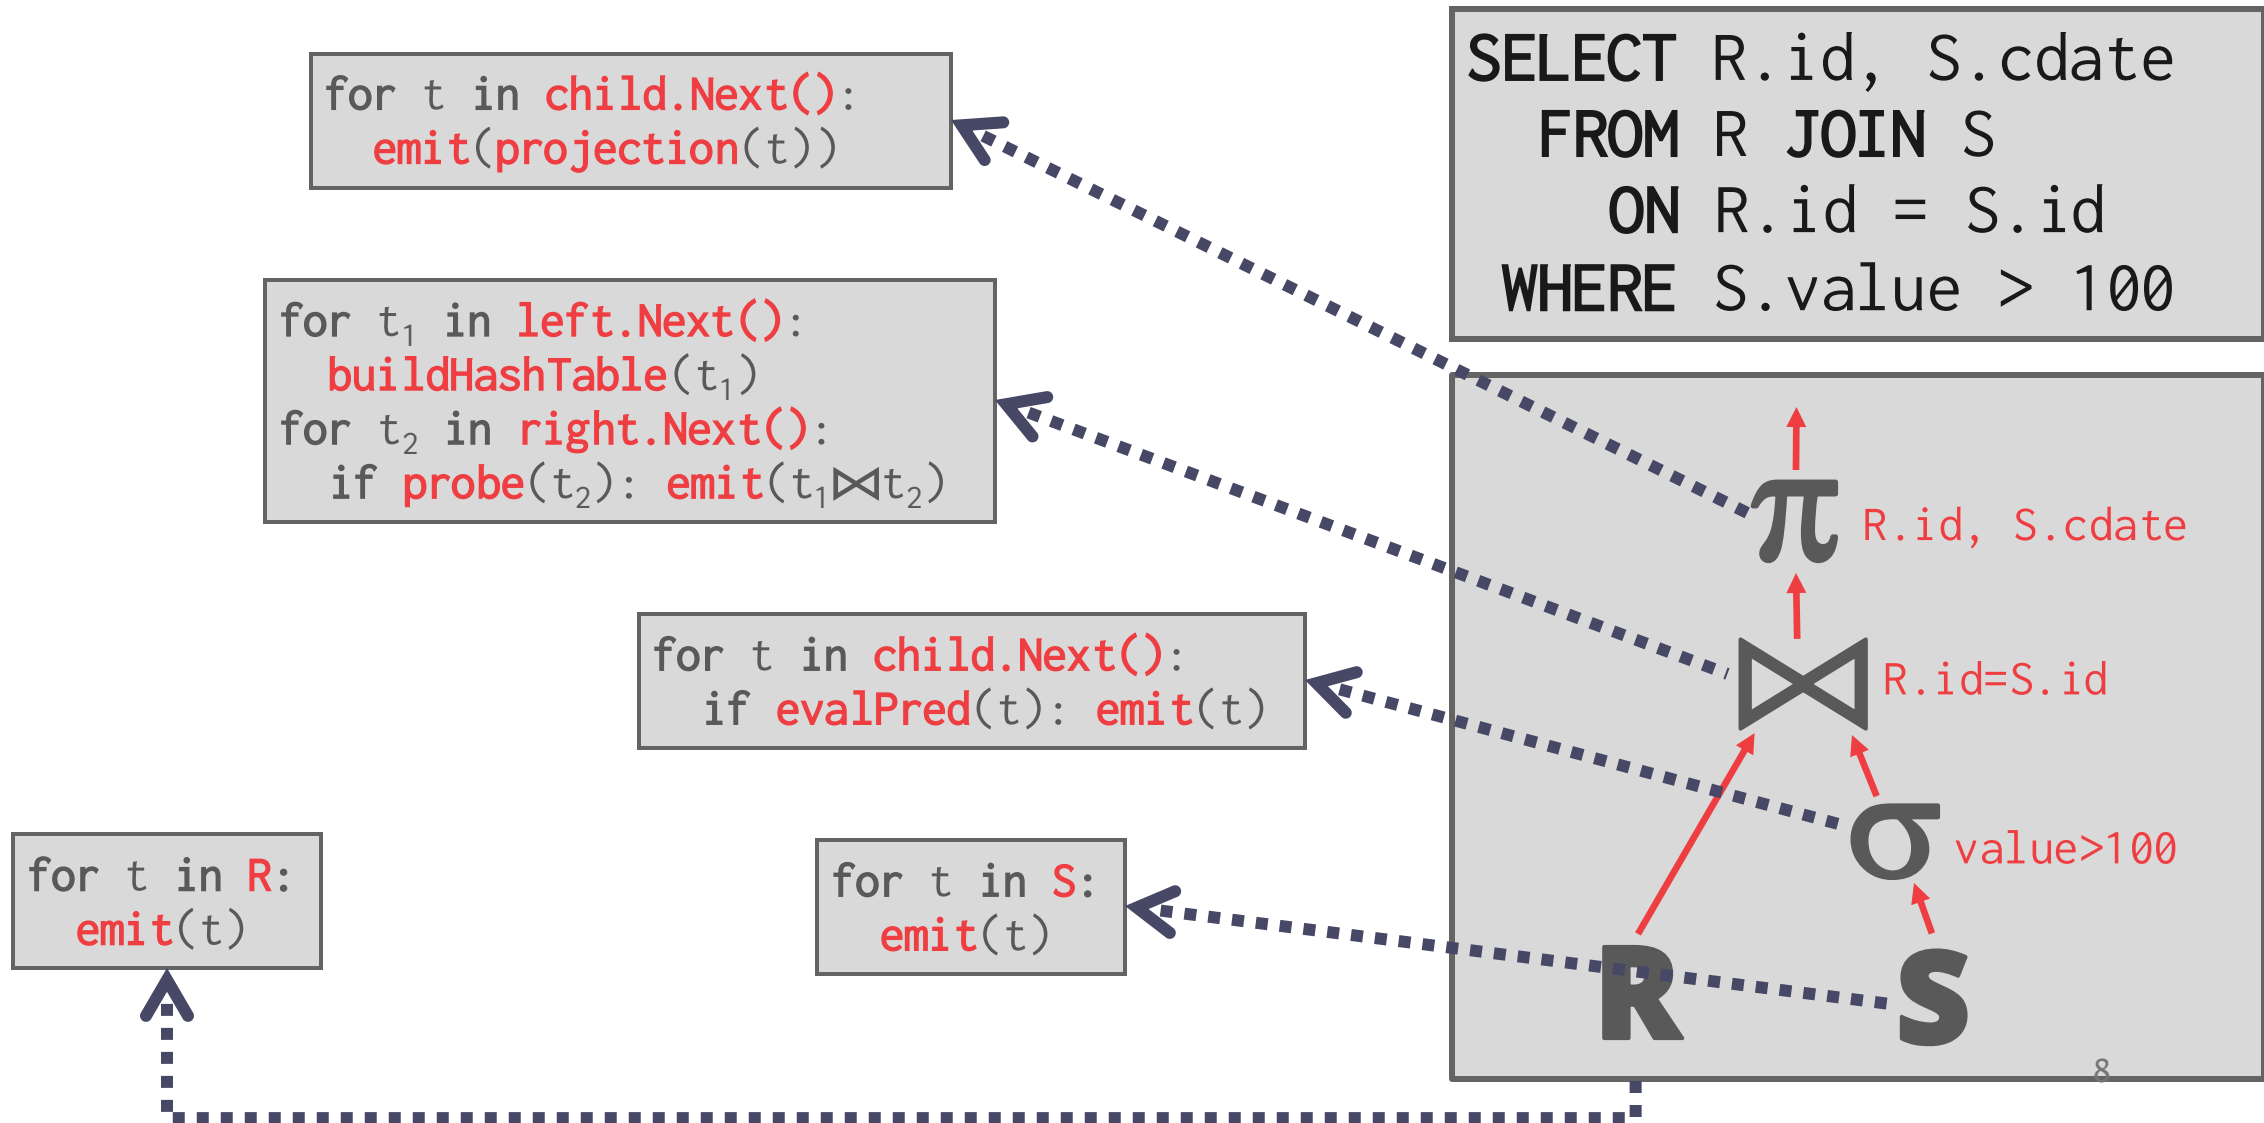 for t in child.Next():
  emit(projection(t))
for t₁ in left.Next():
  buildHashTable(t₁)
for t₂ in right.Next():
  if probe(t₂): emit(t₁⋈t₂)
for t in child.Next():
  if evalPred(t): emit(t)
for t in R:
  emit(t)
for t in S:
  emit(t)
SELECT R.id, S.cdate
  FROM R JOIN S
    ON R.id = S.id
 WHERE S.value > 100
π R.id, S.cdate
⋈ R.id=S.id
σ value>100
R S
8